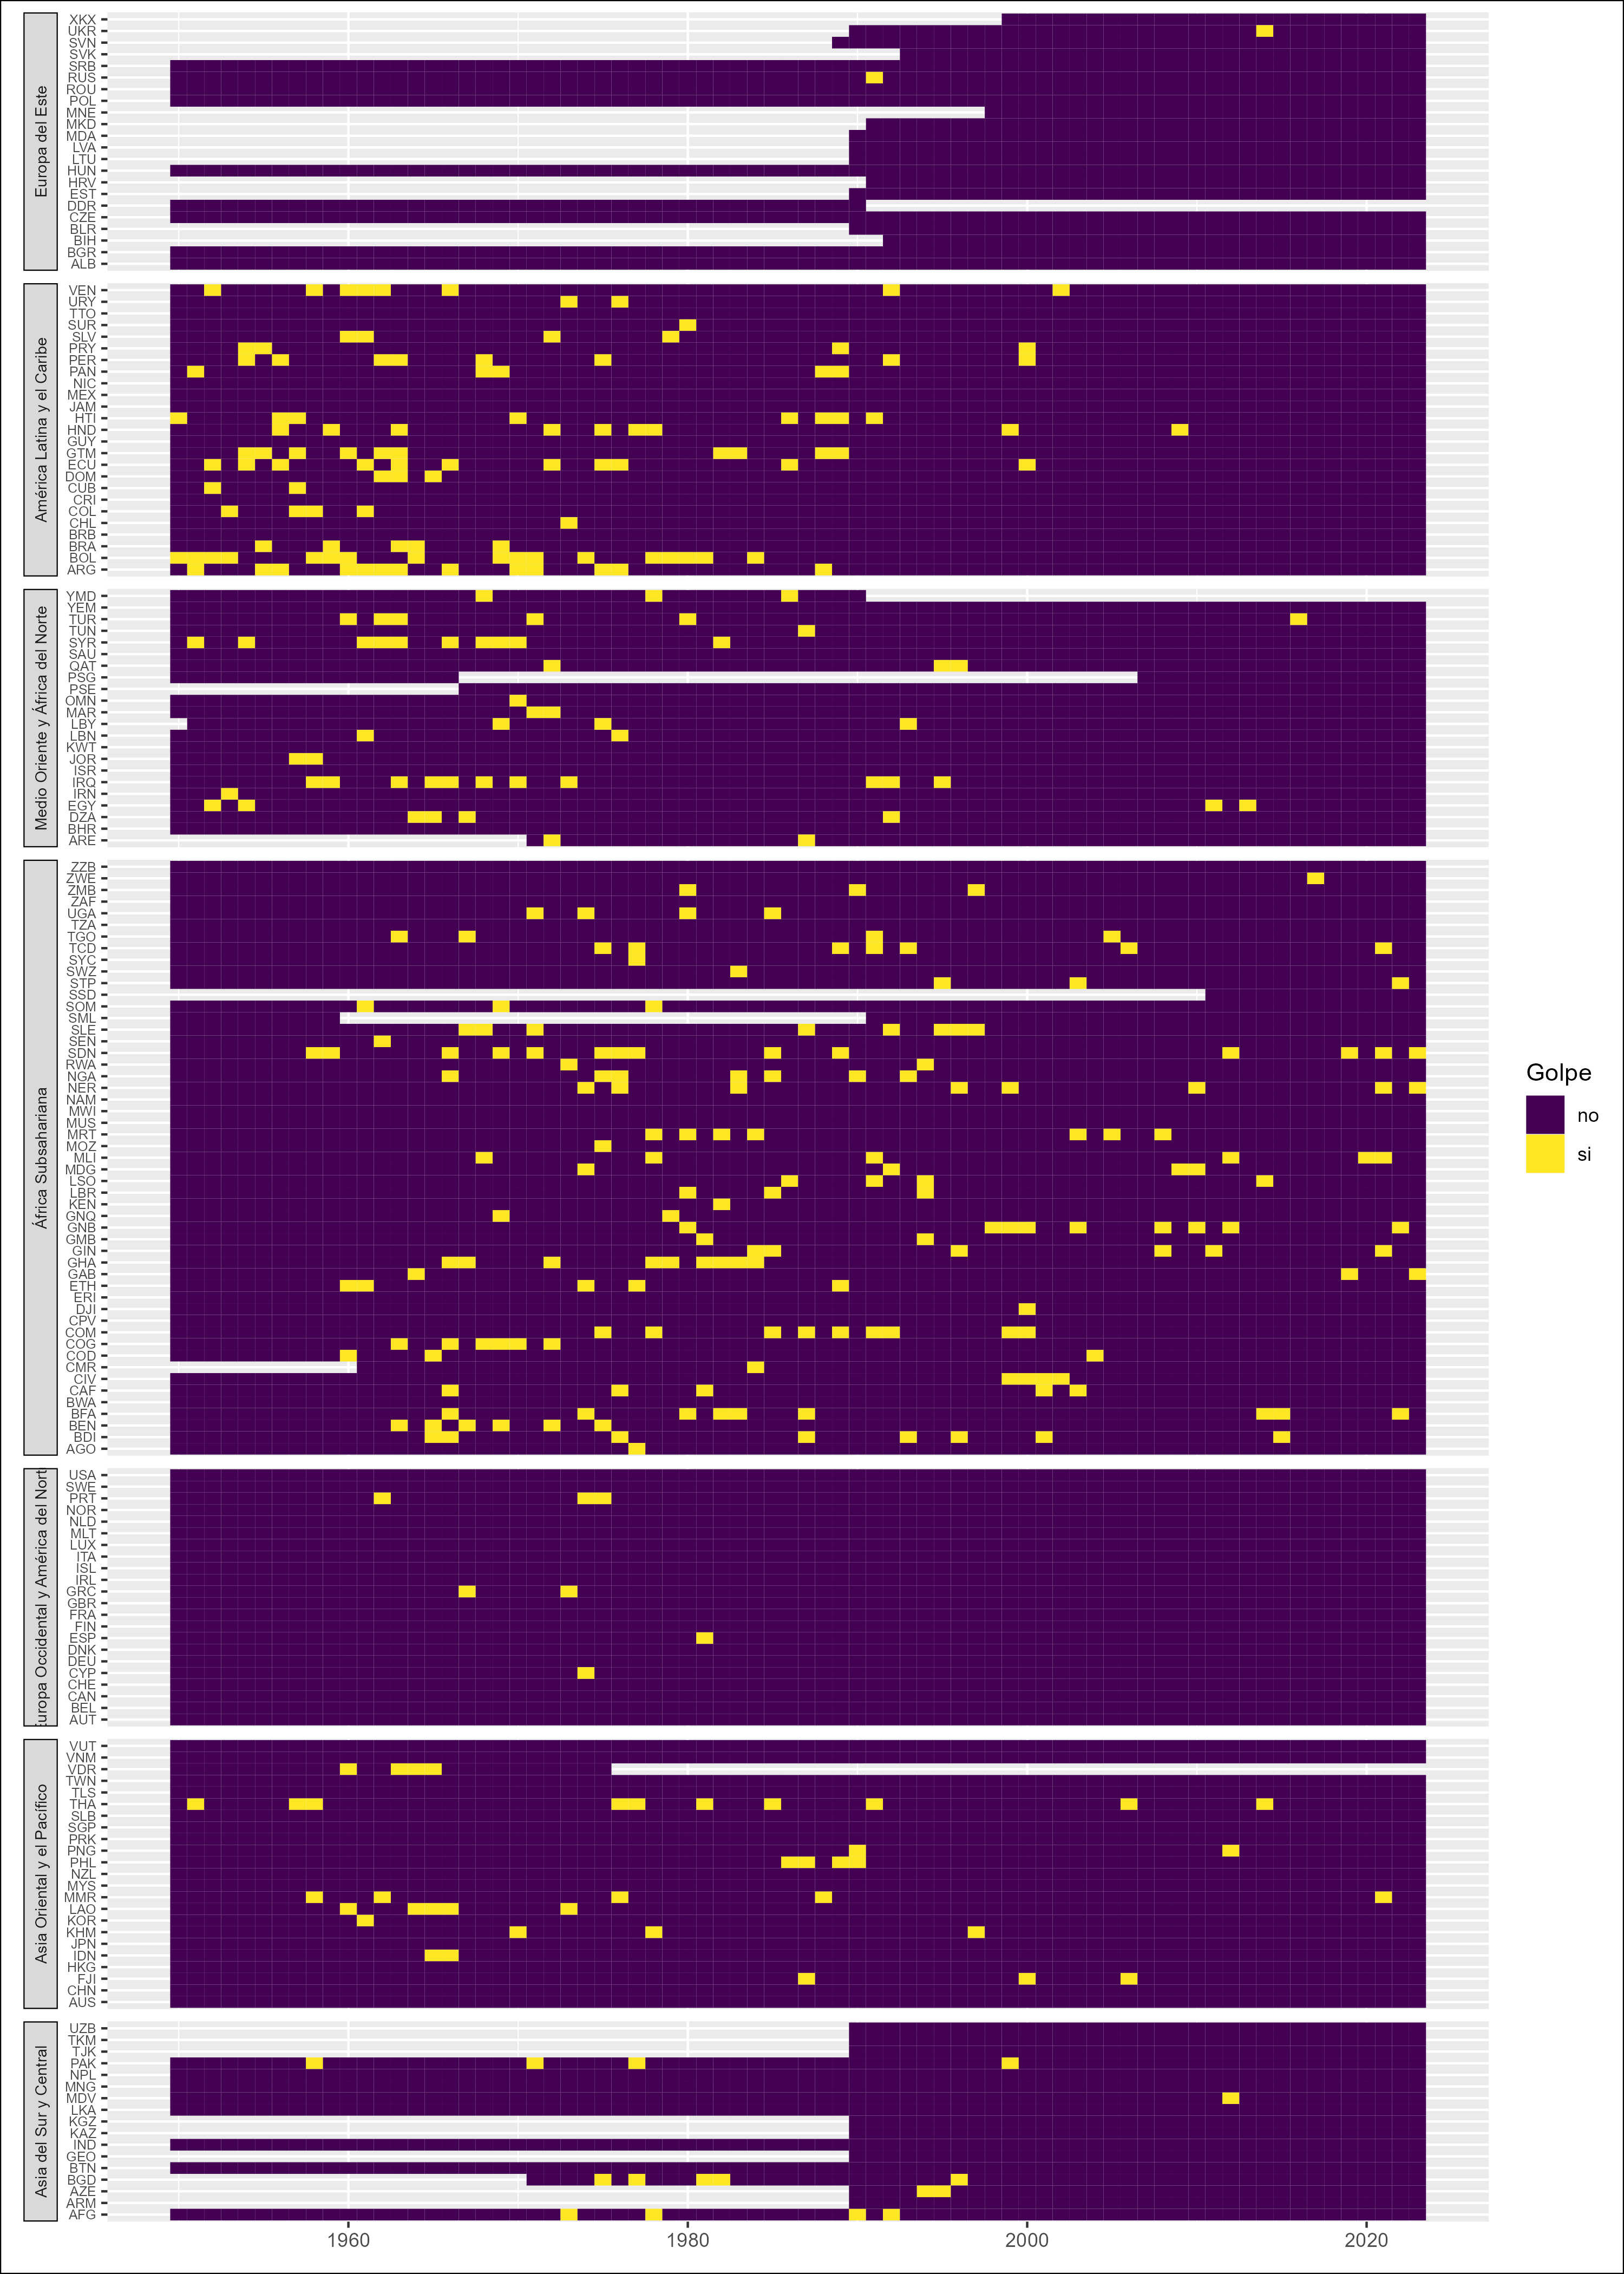 Europa del Este
XKX
UKR
SVN
SVK
SRB
RUS
ROU
POL
MNE
MKD
MDA
LVA
LTU
HUN
HRV
EST
DDR
CZE
BLR
BIH
BGR
ALB
América Latina y el Caribe
VEN
URY
TTO
SUR
SLV
PRY
PER
PAN
NIC
MEX
JAM
HTI
HND
GUY
GTM
ECU
DOM
CUB
CRI
COL
CHL
BRB
BRA
BOL
ARG
Medio Oriente y África del Norte
YMD
YEM
TUR
TUN
SYR
SAU
QAT
PSG
PSE
OMN
MAR
LBY
LBN
KWT
JOR
ISR
IRQ
IRN
EGY
DZA
BHR
ARE
África Subsahariana
ZZB
ZWE
ZMB
ZAF
UGA
TZA
TGO
TCD
SYC
SWZ
STP
SSD
SOM
SML
SLE
SEN
SDN
RWA
NGA
NER
NAM
MWI
MUS
MRT
MOZ
MLI
MDG
LSO
LBR
KEN
GNQ
GNB
GMB
GIN
GHA
GAB
ETH
ERI
DJI
CPV
COM
COG
COD
CMR
CIV
CAF
BWA
BFA
BEN
BDI
AGO
Europa Occidental y América del Nort
USA
SWE
PRT
NOR
NLD
MLT
LUX
ITA
ISL
IRL
GRC
GBR
FRA
FIN
ESP
DNK
DEU
CYP
CHE
CAN
BEL
AUT
Asia Oriental y el Pacífico
VUT
VNM
VDR
TWN
TLS
THA
SLB
SGP
PRK
PNG
PHL
NZL
MYS
MMR
LAO
KOR
KHM
JPN
IDN
HKG
FJI
CHN
AUS
Asia del Sur y Central
UZB
TKM
TJK
PAK
NPL
MNG
MDV
LKA
KGZ
KAZ
IND
GEO
BTN
BGD
AZE
ARM
AFG
1960
1980
2000
2020
Golpe
no
si